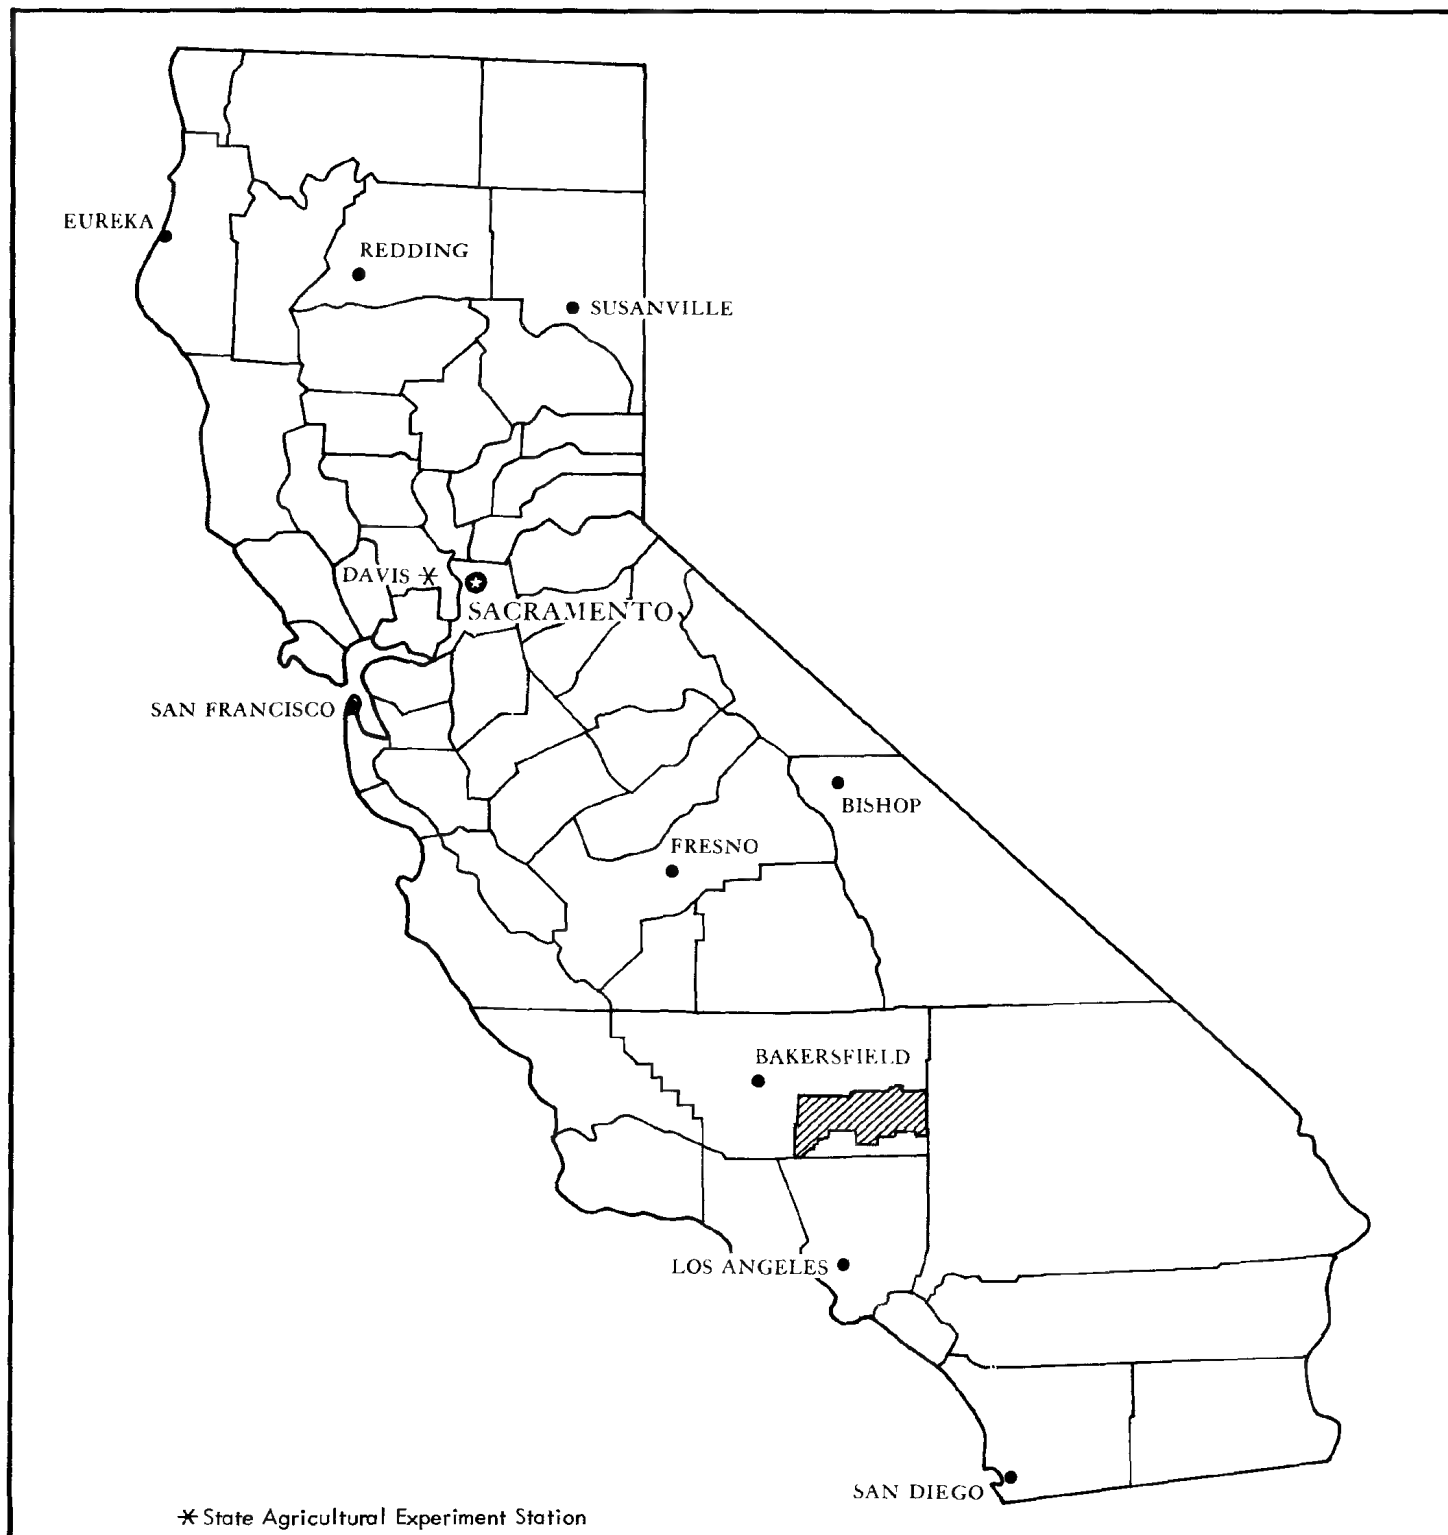 EUREKA
REDDING
SUSANVILLE
DAVIS
SACRAMENTO
SAN FRANCISCO
BISHOP
FRESNO
BAKERSFIELD
LOS ANGELES
SAN DIEGO
State Agricultural Experiment Station